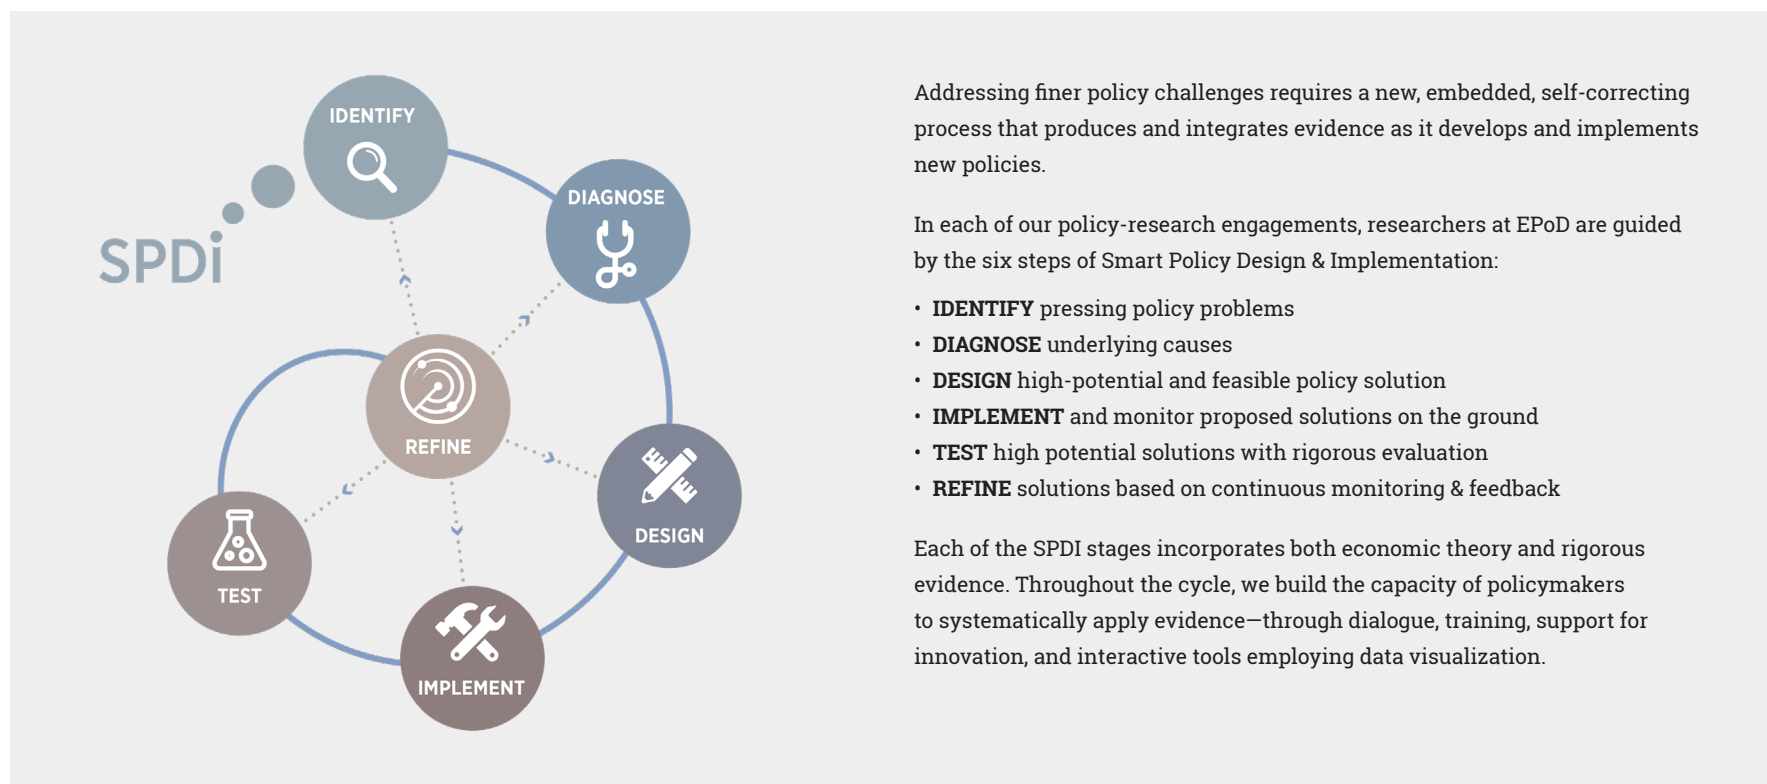 IDENTIFY
DIAGNOSE
SPDi
REFINE
DESIGN
TEST
IMPLEMENT
Addressing finer policy challenges requires a new, embedded, self-correcting
process that produces and integrates evidence as it develops and implements
new policies.
In each of our policy-research engagements, researchers at EPoD are guided
by the six steps of Smart Policy Design & Implementation:
• IDENTIFY pressing policy problems
• DIAGNOSE underlying causes
• DESIGN high-potential and feasible policy solution
• IMPLEMENT and monitor proposed solutions on the ground
• TEST high potential solutions with rigorous evaluation
• REFINE solutions based on continuous monitoring & feedback
Each of the SPDI stages incorporates both economic theory and rigorous
evidence. Throughout the cycle, we build the capacity of policymakers
to systematically apply evidence—through dialogue, training, support for
innovation, and interactive tools employing data visualization.